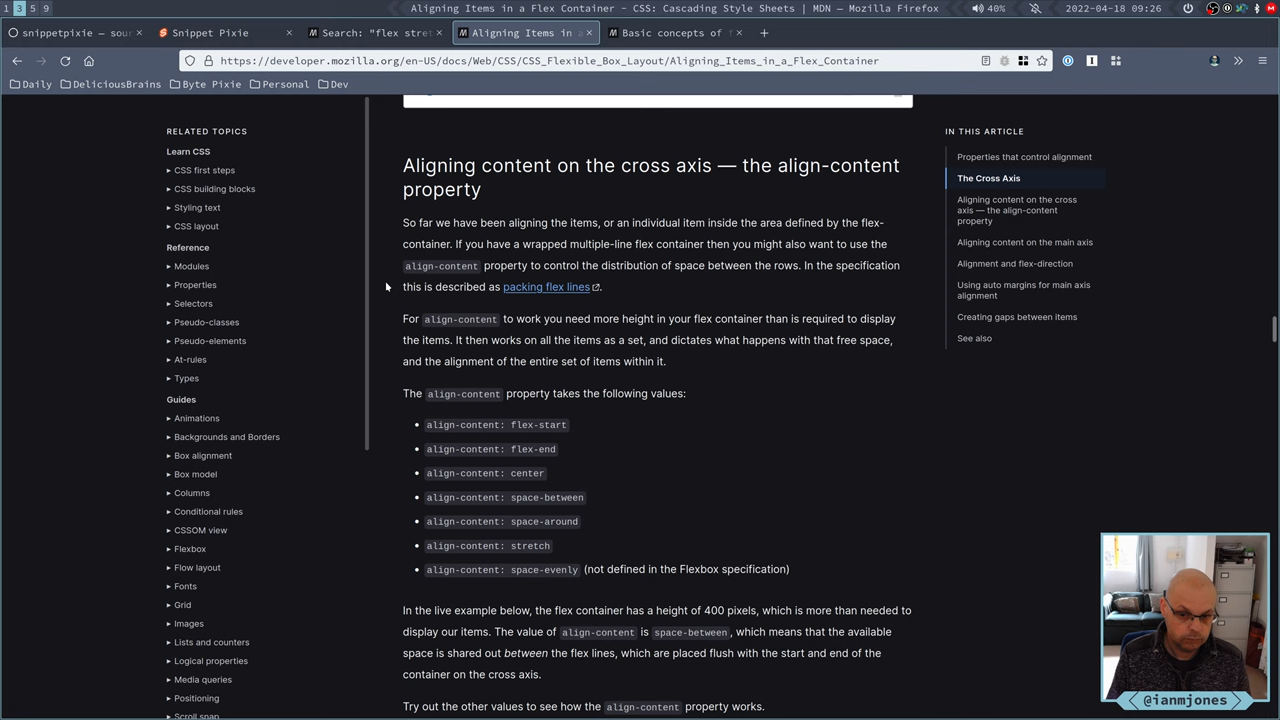 1 3 5 9
Aligning Items in a Flex Container - CSS: Cascading Style Sheets | MDN — Mozilla Firefox
40%
2022-04-18 09:26
snippetpixie — sou
Snippet Pixie
Search: "flex stret
Aligning Items in a
Basic concepts of f
https://developer.mozilla.org/en-US/docs/Web/CSS/CSS_Flexible_Box_Layout/Aligning_Items_in_a_Flex_Container
Daily
DeliciousBrains
Byte Pixie
Personal
Dev
RELATED TOPICS
Learn CSS
CSS first steps
CSS building blocks
Styling text
CSS layout
Reference
Modules
Properties
Selectors
Pseudo-classes
Pseudo-elements
At-rules
Types
Guides
Animations
Backgrounds and Borders
Box alignment
Box model
Columns
Conditional rules
CSSOM view
Flexbox
Flow layout
Fonts
Grid
Images
Lists and counters
Logical properties
Media queries
Positioning
Scroll snap
Aligning content on the cross axis — the align-content
property
So far we have been aligning the items, or an individual item inside the area defined by the flex-
container. If you have a wrapped multiple-line flex container then you might also want to use the
align-content property to control the distribution of space between the rows. In the specification
this is described as packing flex lines.
For align-content to work you need more height in your flex container than is required to display
the items. It then works on all the items as a set, and dictates what happens with that free space,
and the alignment of the entire set of items within it.
The align-content property takes the following values:
align-content: flex-start
align-content: flex-end
align-content: center
align-content: space-between
align-content: space-around
align-content: stretch
align-content: space-evenly (not defined in the Flexbox specification)
In the live example below, the flex container has a height of 400 pixels, which is more than needed to
display our items. The value of align-content is space-between, which means that the available
space is shared out between the flex lines, which are placed flush with the start and end of the
container on the cross axis.
Try out the other values to see how the align-content property works.
IN THIS ARTICLE
Properties that control alignment
The Cross Axis
Aligning content on the cross
axis — the align-content
property
Aligning content on the main axis
Alignment and flex-direction
Using auto margins for main axis
alignment
Creating gaps between items
See also
@ianmjones